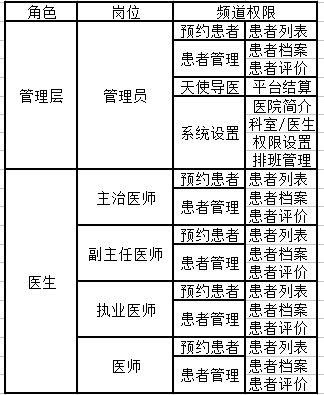 角色 岗位 频道权限
管理层 管理员 预约患者 患者列表
患者管理 患者档案
患者评价
天使导医 平台结算
系统设置 医院简介
科室/医生
权限设置
排班管理
医生 主治医师 预约患者 患者列表
患者管理 患者档案
患者评价
副主任医师 预约患者 患者列表
患者管理 患者档案
患者评价
执业医师 预约患者 患者列表
患者管理 患者档案
患者评价
医师 预约患者 患者列表
患者管理 患者档案
患者评价